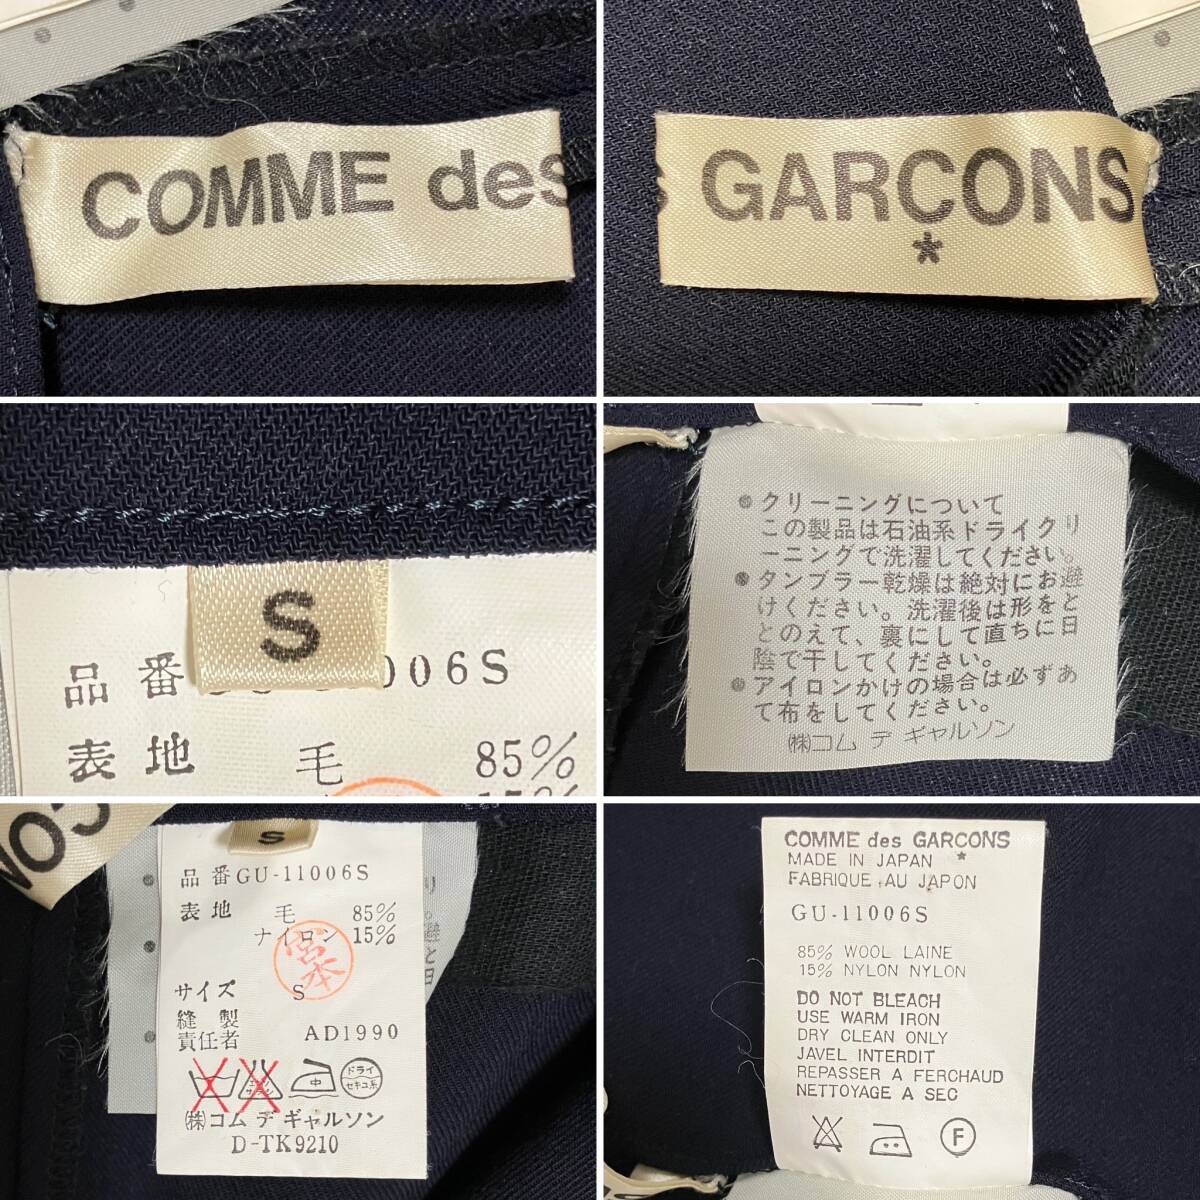 COMME des
GARCONS
*
S
品番 006S
表地 毛 85%
クリーニングについて
この製品は石油系ドライクリ
ーニングで洗濯してください。
タンブラー乾燥は絶対にお避
けください。洗濯後は形をと
とのえて、裏にして直ちに日
陰で干してください。
アイロンかけの場合は必ずあ
て布をしてください。
㈱コム デ ギャルソン
S
品番 GU-11006S
表地 毛 85%
ナイロン 15%
宮本
サイズ S
縫製
責任者 AD1990
中
ドライ
セキユ系
㈱コム デ ギャルソン
D-TK9210
COMME des GARCONS
*
MADE IN JAPAN
FABRIQUE AU JAPON
GU-11006S
85% WOOL LAINE
15% NYLON NYLON
DO NOT BLEACH
USE WARM IRON
DRY CLEAN ONLY
JAVEL INTERDIT
REPASSER A FERCHAUD
NETTOYAGE A SEC
F